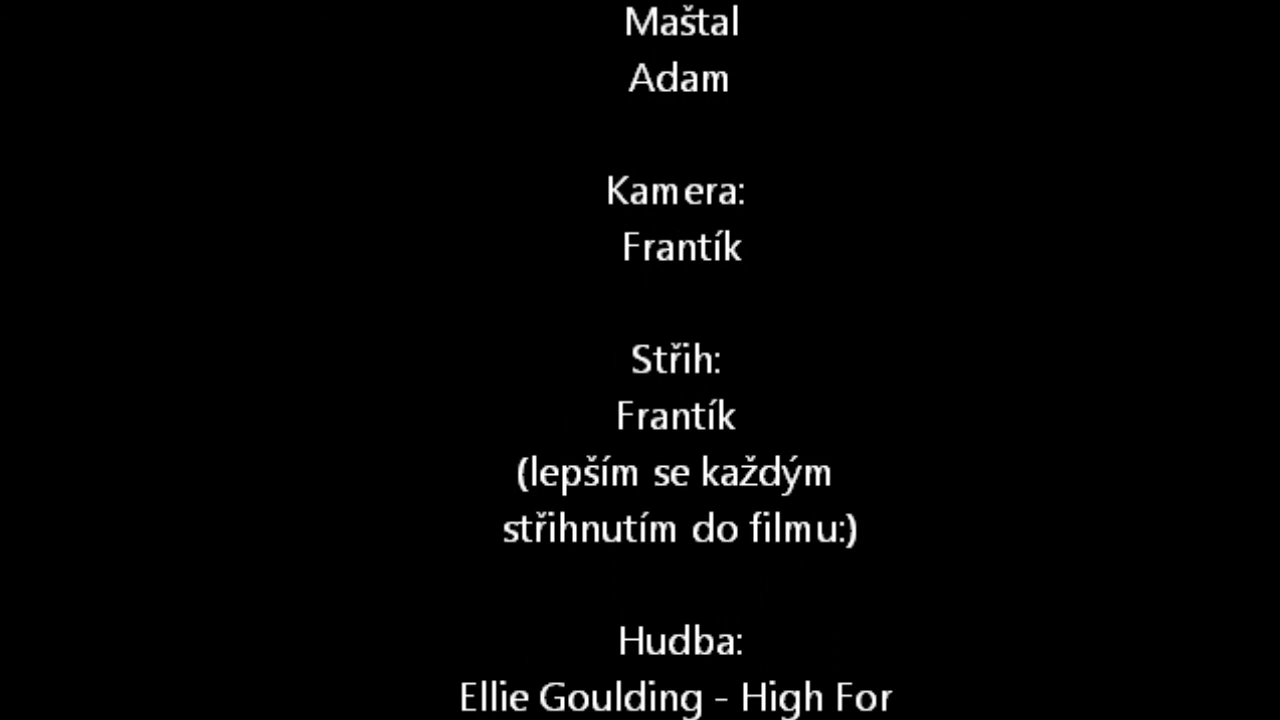 Maštal
Adam
Kamera:
Frantík
Střih:
Frantík
(lepším se každým
střihnutím do filmu:)
Hudba:
Ellie Goulding - High For